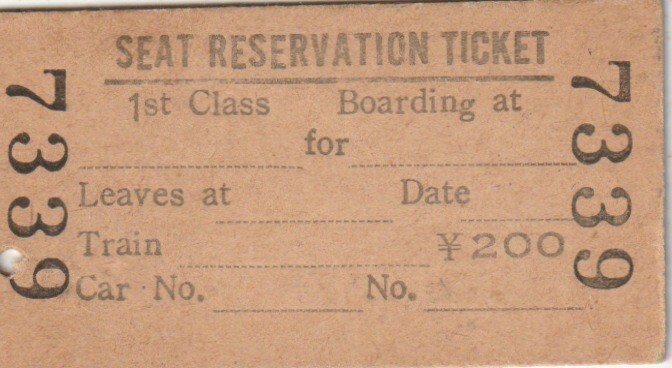 SEAT RESERVATION TICKET
1st Class Boarding at
for
Leaves at Date
Train ¥200
Car No. No.
7339
7339